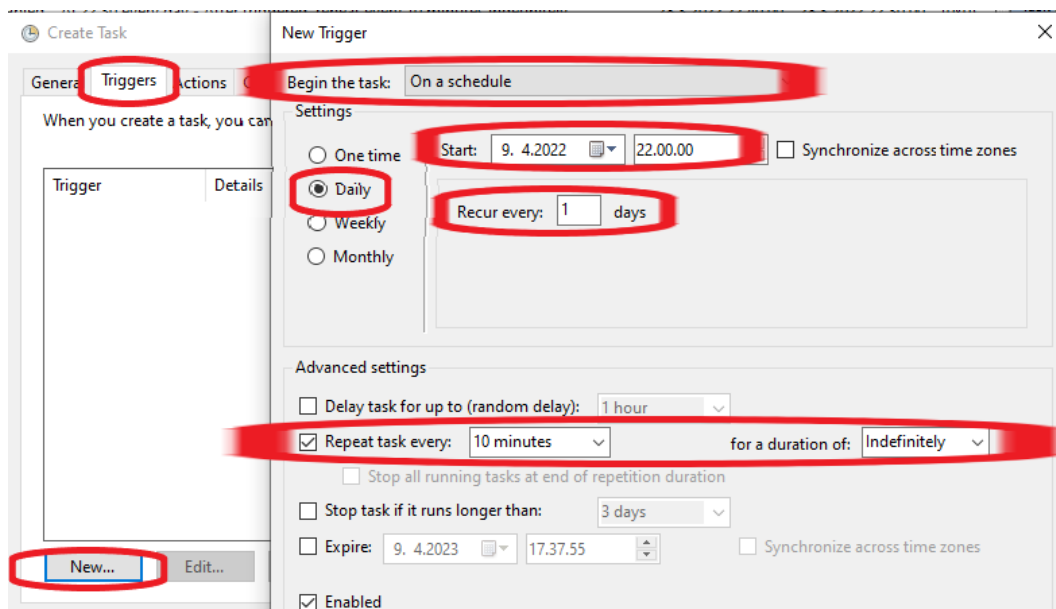 Create Task
New Trigger
General Triggers Actions
Begin the task: On a schedule
When you create a task, you can
Settings
One time
Start: 9. 4.2022 22.00.00 Synchronize across time zones
Trigger Details
Daily
Recur every: 1 days
Weekly
Monthly
Advanced settings
Delay task for up to (random delay): 1 hour
Repeat task every: 10 minutes for a duration of: Indefinitely
Stop all running tasks at end of repetition duration
Stop task if it runs longer than: 3 days
Expire: 9. 4.2023 17.37.55 Synchronize across time zones
New... Edit...
Enabled